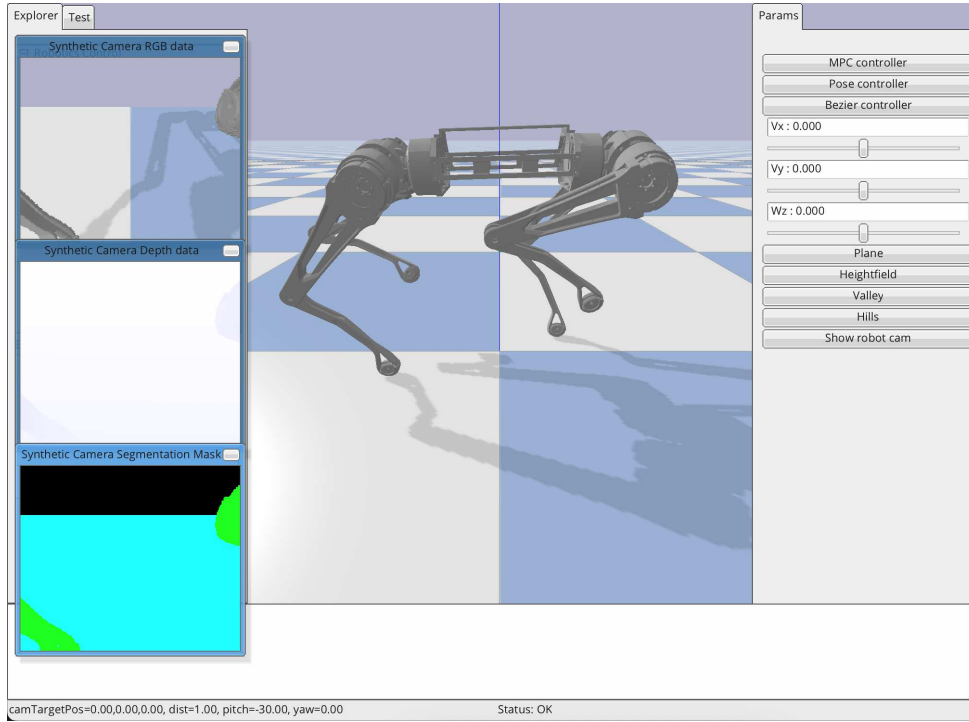 Explorer
Test
Synthetic Camera RGB data
Synthetic Camera Depth data
Synthetic Camera Segmentation Mask
Params
MPC controller
Pose controller
Bezier controller
Vx : 0.000
Vy : 0.000
Wz : 0.000
Plane
Heightfield
Valley
Hills
Show robot cam
camTargetPos=0.00,0.00,0.00, dist=1.00, pitch=-30.00, yaw=0.00
Status: OK